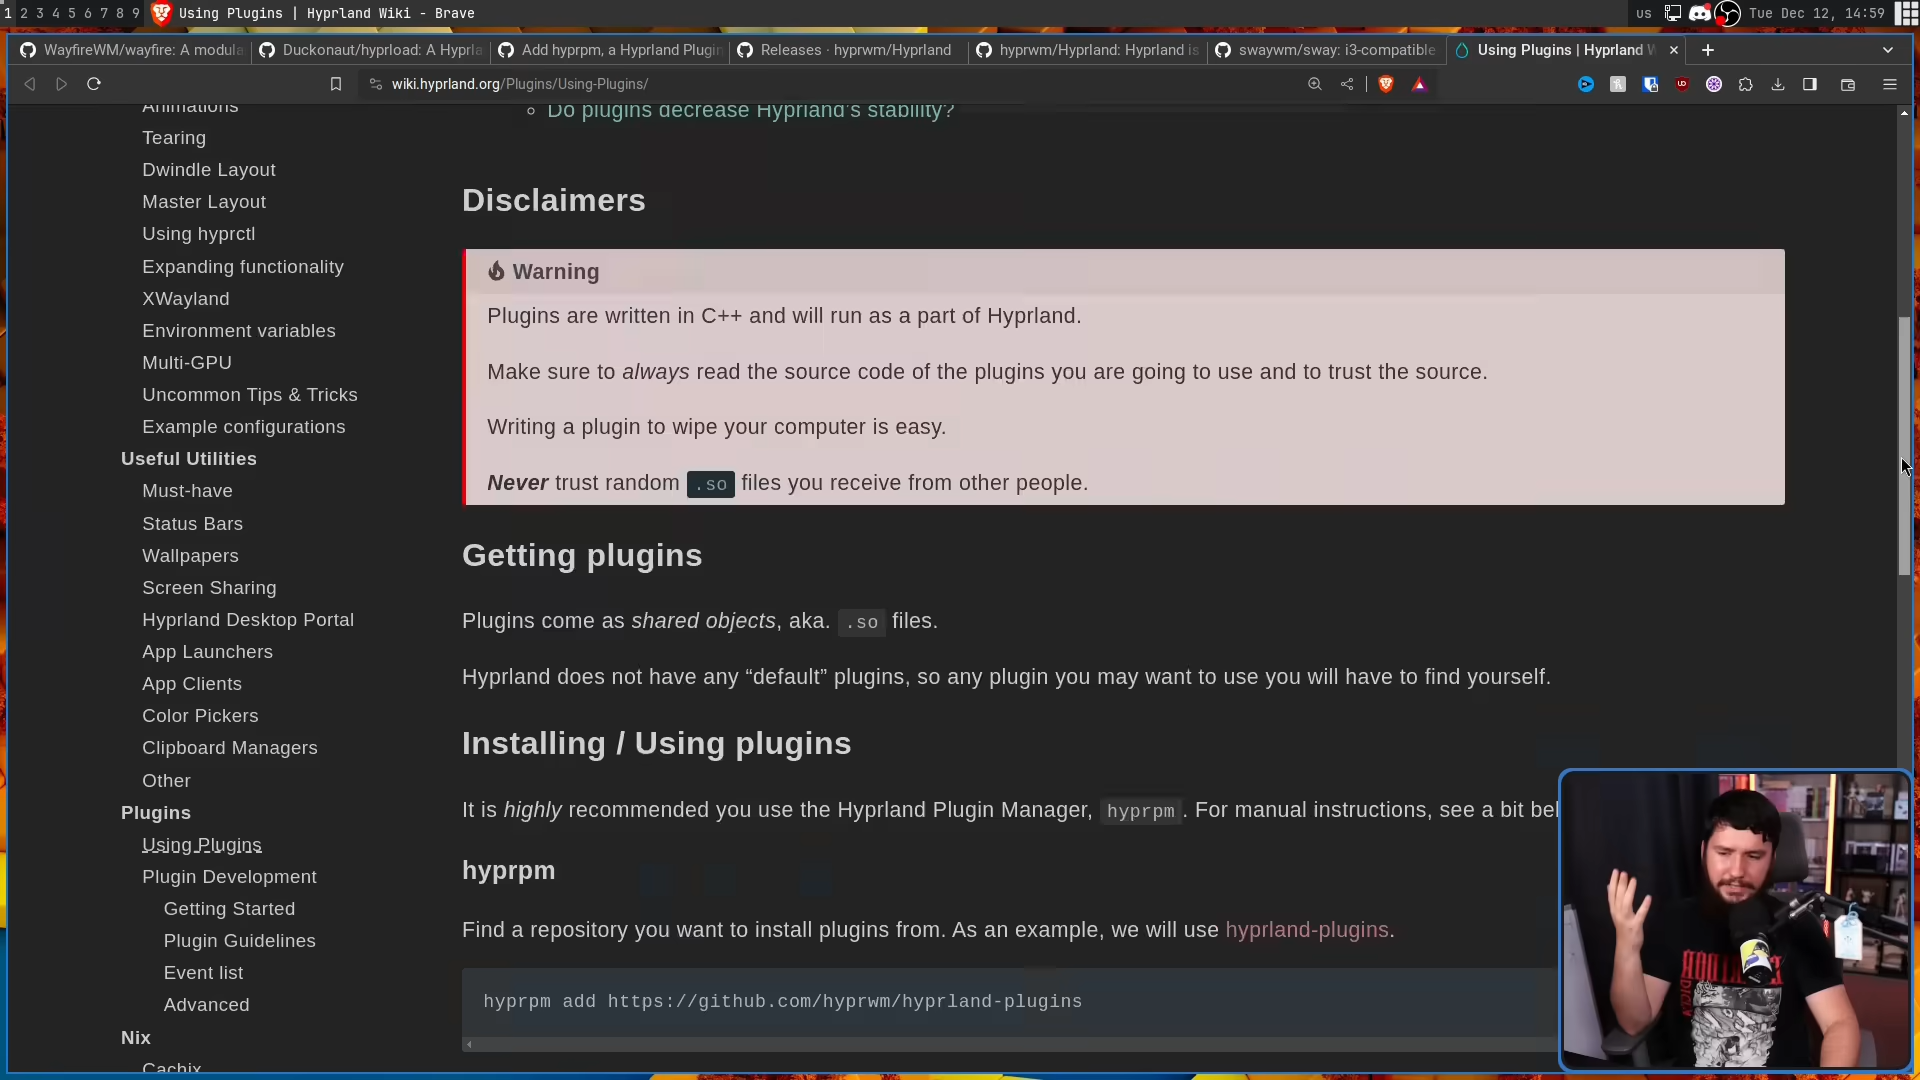 1 2 3 4 5 6 7 8 9 Using Plugins | Hyprland Wiki - Brave us Tue Dec 12, 14:59
WayfireWM/wayfire: A modula Duckonaut/hyprload: A Hyprla Add hyprpm, a Hyprland Plugin Releases · hyprwm/Hyprland hyprwm/Hyprland: Hyprland is swaywm/sway: i3-compatible Using Plugins | Hyprland W
wiki.hyprland.org/Plugins/Using-Plugins/
Animations
Tearing
Dwindle Layout
Master Layout
Using hyprctl
Expanding functionality
XWayland
Environment variables
Multi-GPU
Uncommon Tips & Tricks
Example configurations
Useful Utilities
Must-have
Status Bars
Wallpapers
Screen Sharing
Hyprland Desktop Portal
App Launchers
App Clients
Color Pickers
Clipboard Managers
Other
Plugins
Using Plugins
Plugin Development
Getting Started
Plugin Guidelines
Event list
Advanced
Nix
Cachix
Do plugins decrease Hyprland's stability?
Disclaimers
Warning
Plugins are written in C++ and will run as a part of Hyprland.
Make sure to always read the source code of the plugins you are going to use and to trust the source.
Writing a plugin to wipe your computer is easy.
Never trust random .so files you receive from other people.
Getting plugins
Plugins come as shared objects, aka. .so files.
Hyprland does not have any “default” plugins, so any plugin you may want to use you will have to find yourself.
Installing / Using plugins
It is highly recommended you use the Hyprland Plugin Manager, hyprpm. For manual instructions, see a bit bel
hyprpm
Find a repository you want to install plugins from. As an example, we will use hyprland-plugins.
hyprpm add https://github.com/hyprwm/hyprland-plugins